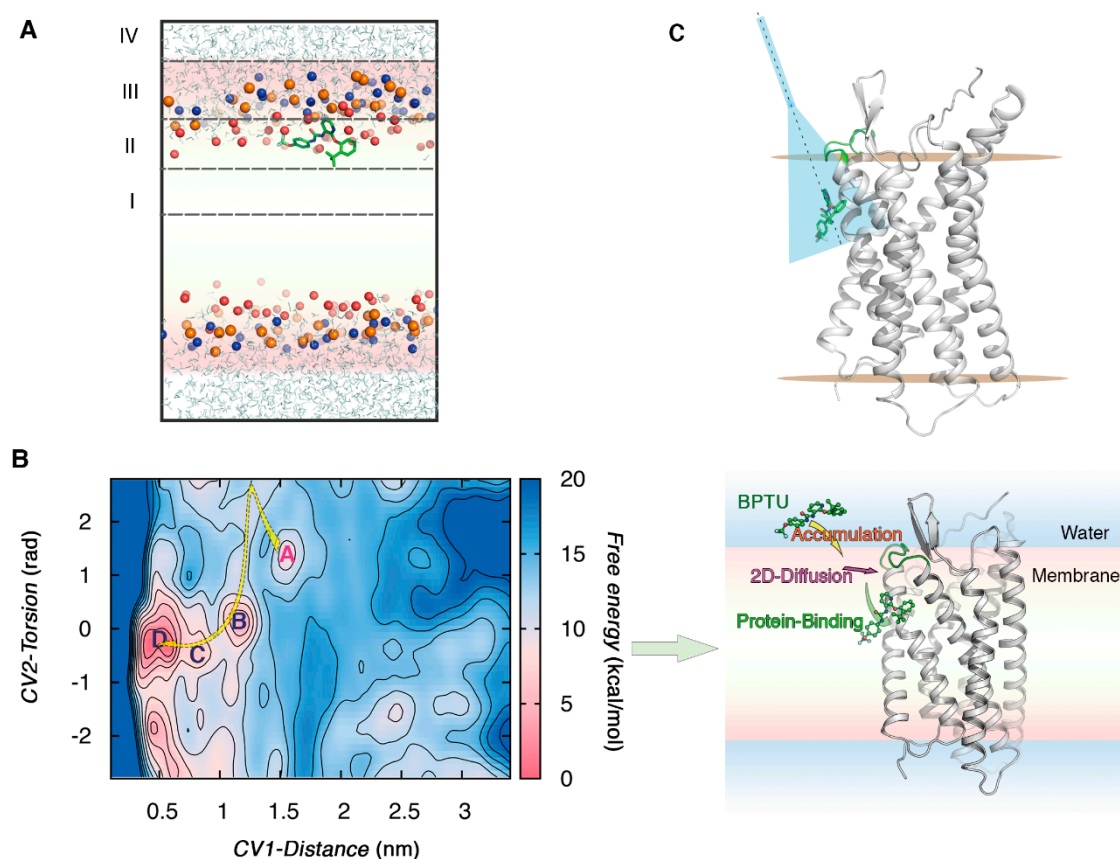 A
IV
III
II
I
C
B
CV2-Torsion (rad)
2
1
0
-1
-2
A
B
C
D
0.5 1 1.5 2 2.5 3
CV1-Distance (nm)
20
15
10
5
0
Free energy (kcal/mol)
BPTU
Accumulation
Water
2D-Diffusion
Membrane
Protein-Binding